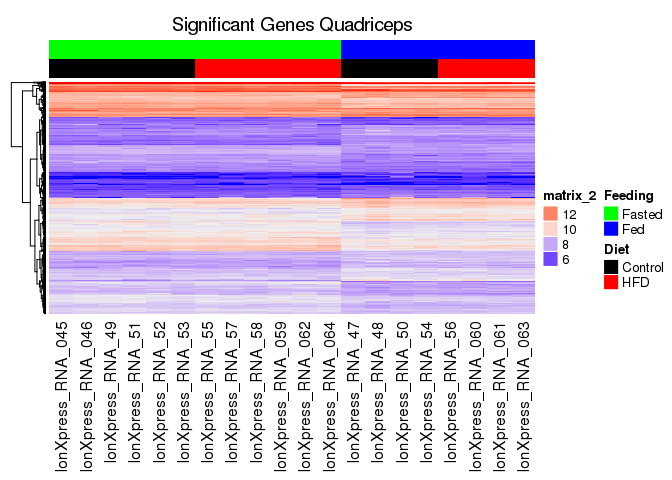 Significant Genes Quadriceps
matrix_2
12
10
8
6
Feeding
Fasted
Fed
Diet
Control
HFD
IonXpress_RNA_045
IonXpress_RNA_046
IonXpress_RNA_49
IonXpress_RNA_51
IonXpress_RNA_52
IonXpress_RNA_53
IonXpress_RNA_55
IonXpress_RNA_57
IonXpress_RNA_58
IonXpress_RNA_059
IonXpress_RNA_062
IonXpress_RNA_064
IonXpress_RNA_47
IonXpress_RNA_48
IonXpress_RNA_50
IonXpress_RNA_54
IonXpress_RNA_56
IonXpress_RNA_060
IonXpress_RNA_061
IonXpress_RNA_063